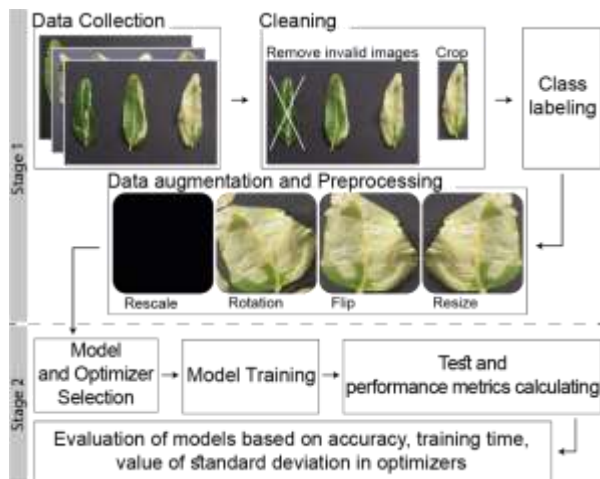 Data Collection
Cleaning
Remove invalid images
Crop
Class
labeling
Stage 1
Data augmentation and Preprocessing
Rescale
Rotation
Flip
Resize
Stage 2
Model
and Optimizer
Selection
Model Training
Test and
performance metrics calculating
Evaluation of models based on accuracy, training time,
value of standard deviation in optimizers